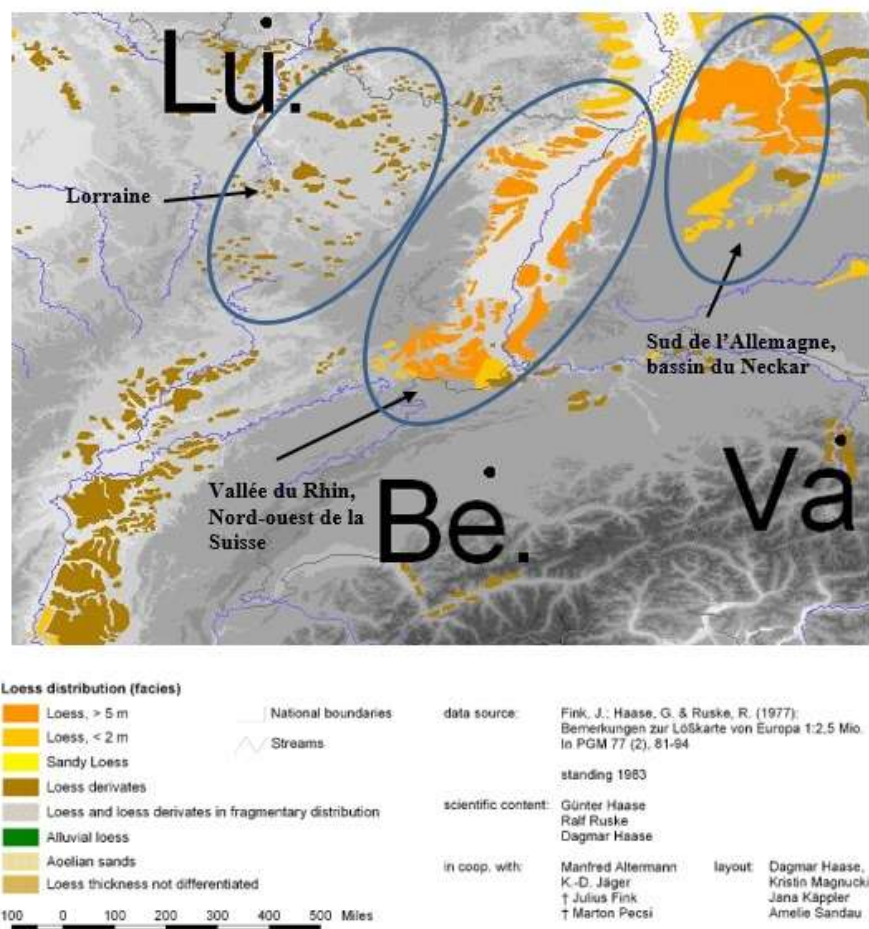 Lu.
Lorraine
Sud de l’Allemagne,
bassin du Neckar
Vallée du Rhin,
Nord-ouest de la
Suisse
Be.
Va
Loess distribution (facies)
Loess, > 5 m
Loess, < 2 m
Sandy Loess
Loess derivates
Loess and loess derivates in fragmentary distribution
Alluvial loess
Aoelian sands
Loess thickness not differentiated
National boundaries
Streams
100 0 100 200 300 400 500 Miles
data source: Fink, J.; Haase, G. & Ruske, R. (1977):
Bemerkungen zur Lößkarte von Europa 1:2,5 Mio.
In PGM 77 (2), 81-94
standing 1983
scientific content: Günter Haase
Ralf Ruske
Dagmar Haase
in coop. with: Manfred Altermann
K.-D. Jäger
† Julius Fink
† Marton Pecsi
layout: Dagmar Haase,
Kristin Magnucki
Jana Käppler
Amelie Sandau